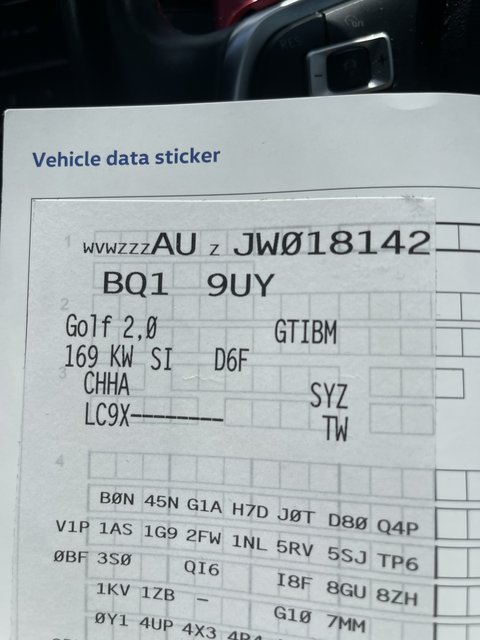 RES
Vehicle data sticker
1
WVWZZZAU Z JWØ18142
BQ1 9UY
2
Golf 2,Ø GTIBM
169 KW SI D6F
3
CHHA SYZ
LC9X-------- TW
4
BØN 45N G1A H7D JØT D8Ø Q4P
V1P 1AS 1G9 2FW 1NL 5RV 5SJ TP6
ØBF 3SØ QI6 I8F 8GU 8ZH
1KV 1ZB - G1Ø 7MM
ØY1 4UP 4X3